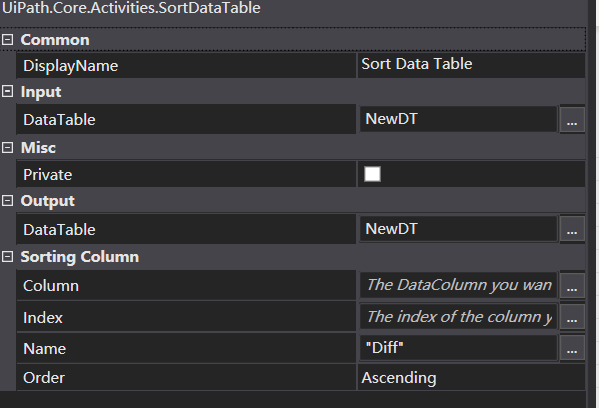 UiPath.Core.Activities.SortDataTable
Common
DisplayName Sort Data Table
Input
DataTable NewDT ...
Misc
Private
Output
DataTable NewDT ...
Sorting Column
Column The DataColumn you wan ...
Index The index of the column y ...
Name "Diff" ...
Order Ascending